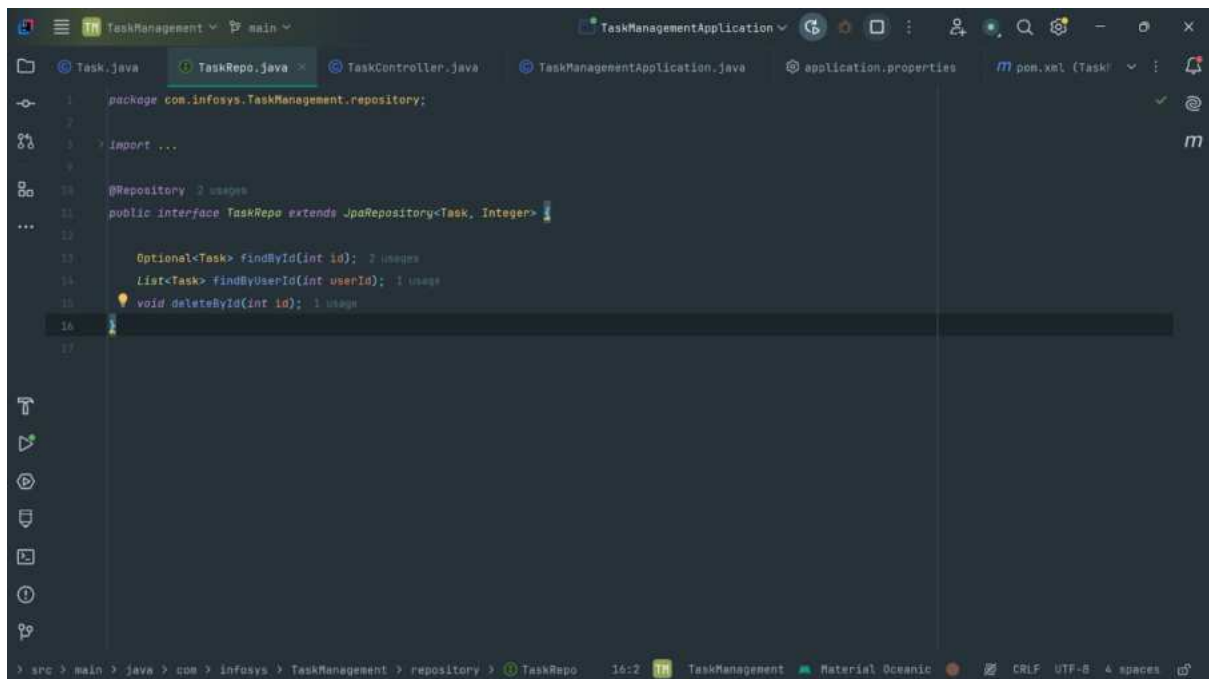 TM TaskManagement main TaskManagementApplication
Task.java TaskRepo.java TaskController.java TaskManagementApplication.java application.properties pom.xml (Task
1 package com.infosys.TaskManagement.repository;
2
3 import ...
9
10 @Repository 2 usages
11 public interface TaskRepo extends JpaRepository<Task, Integer> {
12
13 Optional<Task> findById(int id); 2 usages
14 List<Task> findByUserId(int userId); 1 usage
15 void deleteById(int id); 1 usage
16 }
17
src > main > java > com > infosys > TaskManagement > repository > TaskRepo 16:2 TM TaskManagement Material Oceanic CRLF UTF-8 4 spaces